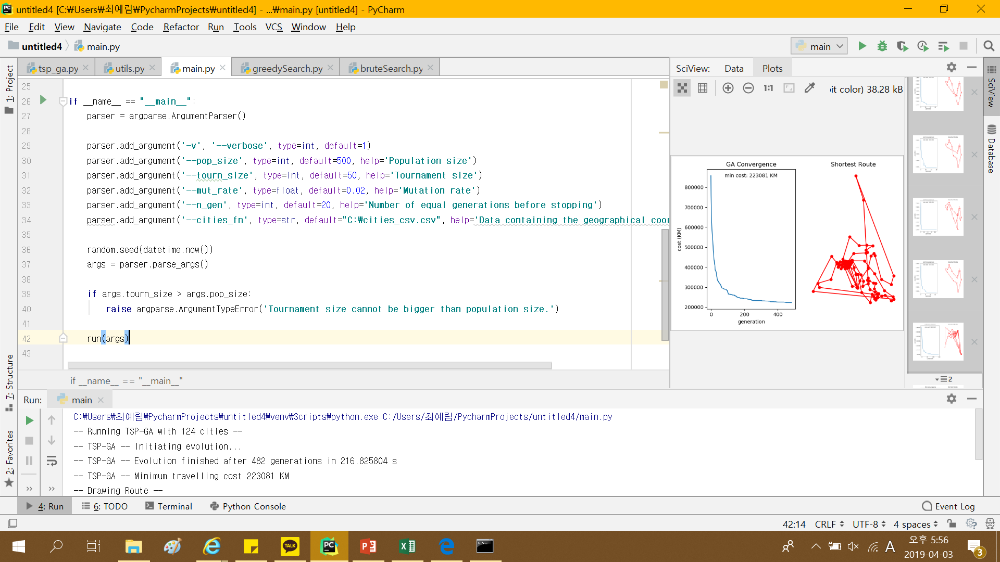 untitled4 [C:₩Users₩최예림₩PycharmProjects₩untitled4] - ...₩main.py [untitled4] - PyCharm
File Edit View Navigate Code Refactor Run Tools VCS Window Help
untitled4 main.py
main
tsp_ga.py utils.py main.py greedySearch.py bruteSearch.py
SciView: Data Plots
1:1 it color) 38.28 kB
1: Project
7: Structure
2: Favorites
SciView
Database
25
26 if __name__ == "__main__":
27 parser = argparse.ArgumentParser()
28
29 parser.add_argument('-v', '--verbose', type=int, default=1)
30 parser.add_argument('--pop_size', type=int, default=500, help='Population size')
31 parser.add_argument('--tourn_size', type=int, default=50, help='Tournament size')
32 parser.add_argument('--mut_rate', type=float, default=0.02, help='Mutation rate')
33 parser.add_argument('--n_gen', type=int, default=20, help='Number of equal generations before stopping')
34 parser.add_argument('--cities_fn', type=str, default="C:₩cities_csv.csv", help='Data containing the geographical coor
35
36 random.seed(datetime.now())
37 args = parser.parse_args()
38
39 if args.tourn_size > args.pop_size:
40 raise argparse.ArgumentTypeError('Tournament size cannot be bigger than population size.')
41
42 run(args)
43
if __name__ == "__main__"
GA Convergence
min cost: 223081 KM
cost (KM)
800000
700000
600000
500000
400000
300000
200000
0 200 400
generation
Shortest Route
2
Run: main
C:₩Users₩최예림₩PycharmProjects₩untitled4₩venv₩Scripts₩python.exe C:/Users/최예림/PycharmProjects/untitled4/main.py
-- Running TSP-GA with 124 cities --
-- TSP-GA -- Initiating evolution...
-- TSP-GA -- Evolution finished after 482 generations in 216.825804 s
-- TSP-GA -- Minimum travelling cost 223081 KM
-- Drawing Route --
4: Run 6: TODO Terminal Python Console Event Log
42:14 CRLF UTF-8 4 spaces
TALK PC
A 오후 5:56
2019-04-03
3